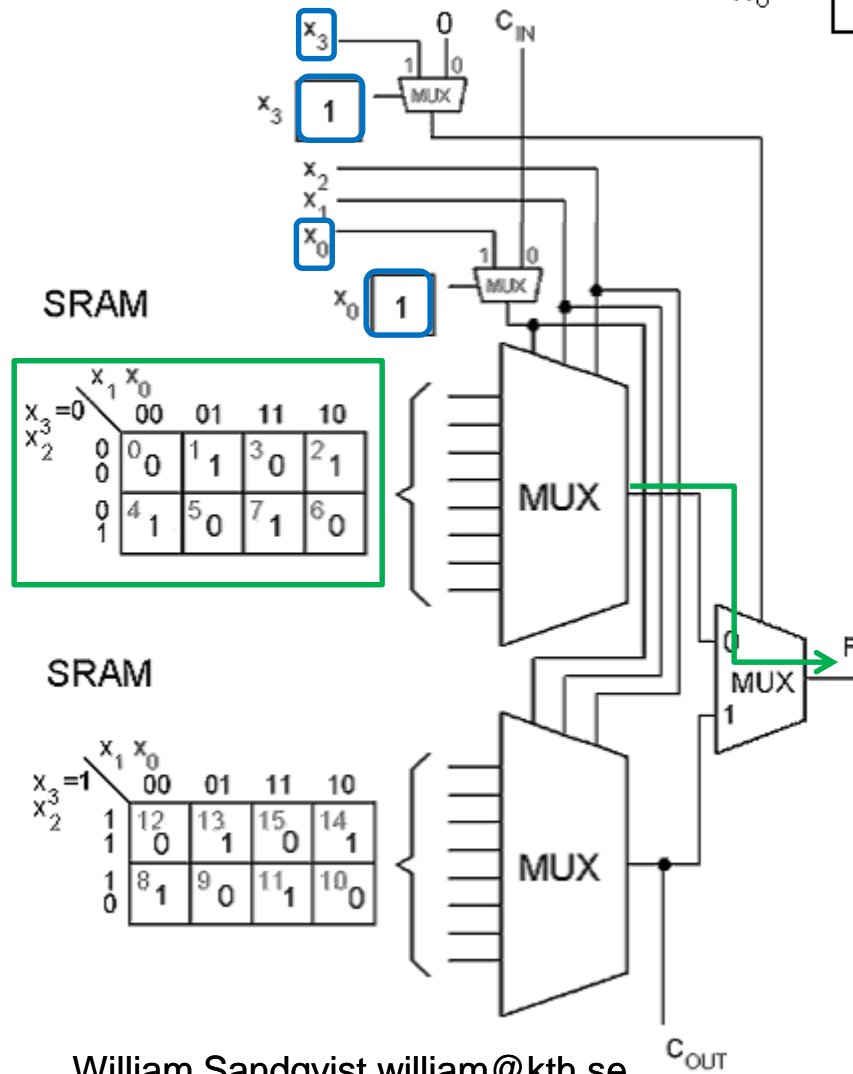 x3 0 CIN
1 0
MUX
x3 1
x2
x1
x0
1 0
MUX
x0 1
SRAM
x1 x0
x3=0
x2
00 01 11 10
0 0 0 0 1 1 3 0 2 1
0 1 4 1 5 0 7 1 6 0
MUX
0
F
MUX
1
SRAM
x1 x0
x3=1
x2
00 01 11 10
1 1 12 0 13 1 15 0 14 1
1 0 8 1 9 0 11 1 10 0
MUX
COUT
William Sandqvist william@kth.se